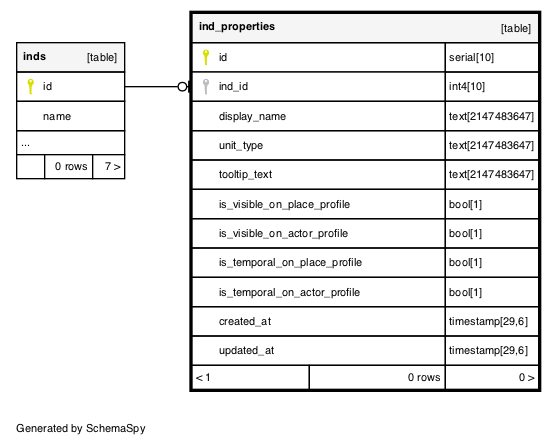 inds [table]
id
name
...
0 rows 7 >
ind_properties [table]
id serial[10]
ind_id int4[10]
display_name text[2147483647]
unit_type text[2147483647]
tooltip_text text[2147483647]
is_visible_on_place_profile bool[1]
is_visible_on_actor_profile bool[1]
is_temporal_on_place_profile bool[1]
is_temporal_on_actor_profile bool[1]
created_at timestamp[29,6]
updated_at timestamp[29,6]
< 1 0 rows 0 >
Generated by SchemaSpy